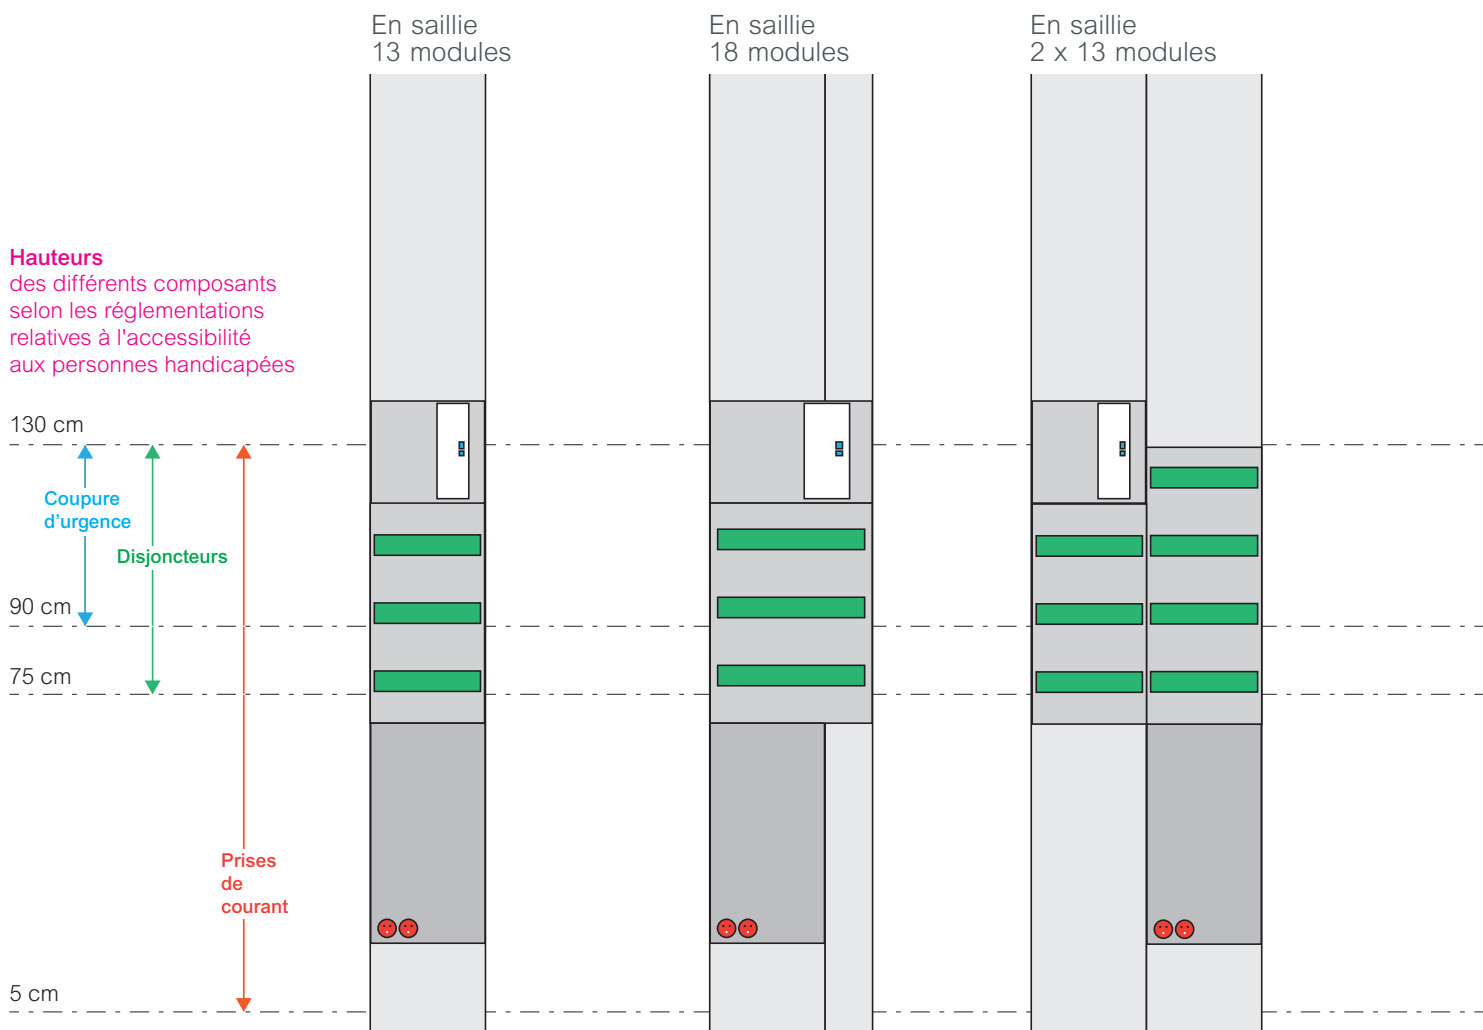 En saillie
13 modules
En saillie
18 modules
En saillie
2 x 13 modules
Hauteurs
des différents composants
selon les réglementations
relatives à l'accessibilité
aux personnes handicapées
130 cm
Coupure
d'urgence
Disjoncteurs
90 cm
75 cm
Prises
de
courant
5 cm